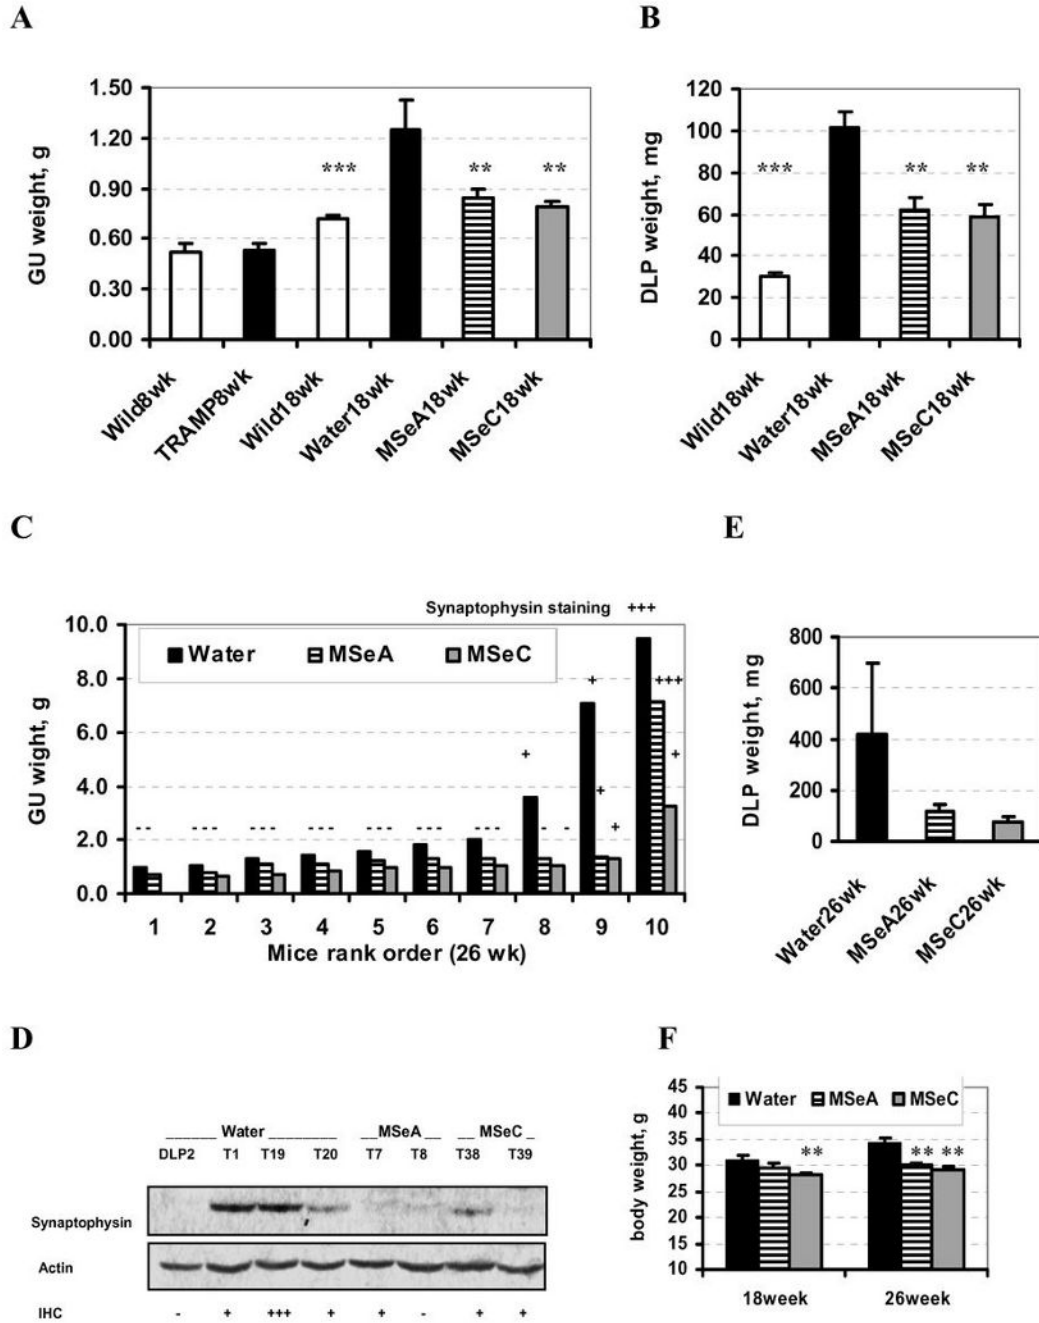 A
GU weight, g
1.50
1.20
0.90
0.60
0.30
0.00
*** ** **
Wild8wk
TRAMP8wk
Wild18wk
Water18wk
MSeA18wk
MSeC18wk
B
DLP weight, mg
120
100
80
60
40
20
0
*** ** **
Wild18wk
Water18wk
MSeA18wk
MSeC18wk
C
Synaptophysin staining +++
GU wight, g
10.0
8.0
6.0
4.0
2.0
0.0
Water MSeA MSeC
+ +++
+ +
+
+
-- --- --- --- --- --- --- - -
1 2 3 4 5 6 7 8 9 10
Mice rank order (26 wk)
E
DLP weight, mg
800
600
400
200
0
Water26wk
MSeA26wk
MSeC26wk
D
______ Water ________ __MSeA __ __ MSeC _
DLP2 T1 T19 T20 T7 T8 T38 T39
Synaptophysin
Actin
IHC - + +++ + + - + +
F
body weight, g
45
40
35
30
25
20
15
10
Water MSeA MSeC
** ** **
18week 26week